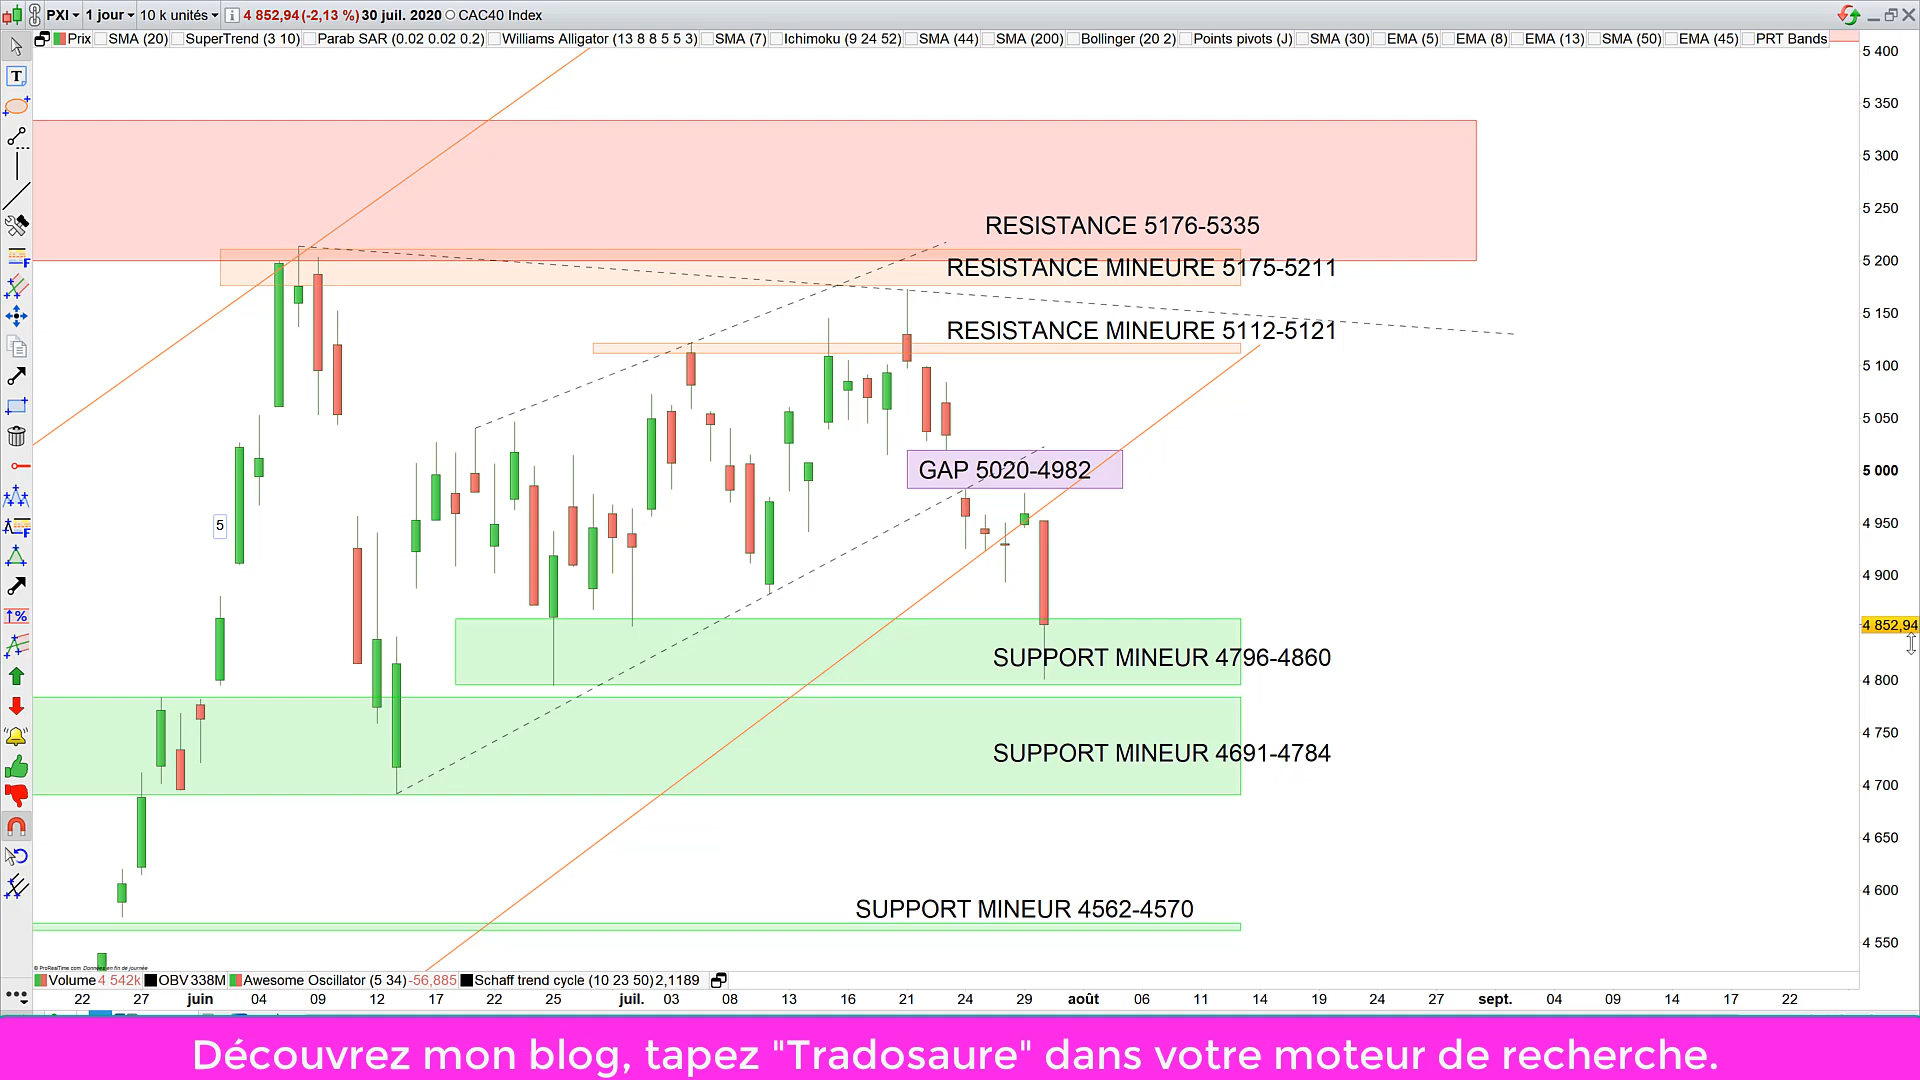 PXI 1 jour 10 k unités 4 852,94 (-2,13 %) 30 juil. 2020 CAC40 Index
Prix SMA (20) SuperTrend (3 10) Parab SAR (0.02 0.02 0.2) Williams Alligator (13 8 8 5 5 3) SMA (7) Ichimoku (9 24 52) SMA (44) SMA (200) Bollinger (20 2) Points pivots (J) SMA (30) EMA (5) EMA (8) EMA (13) SMA (50) EMA (45) PRT Bands
5 400
5 350
5 300
5 250
RESISTANCE 5176-5335
5 200
RESISTANCE MINEURE 5175-5211
5 150
RESISTANCE MINEURE 5112-5121
5 100
5 050
GAP 5020-4982
5 000
5
4 950
4 900
4 852,94
SUPPORT MINEUR 4796-4860
4 800
SUPPORT MINEUR 4691-4784
4 750
4 700
4 650
4 600
SUPPORT MINEUR 4562-4570
4 550
© ProRealTime.com Données en fin de journée
Volume 4 542k OBV 338M Awesome Oscillator (5 34) -56,885 Schaff trend cycle (10 23 50) 2,1189
22 27 juin 04 09 12 17 22 25 juil. 03 08 13 16 21 24 29 août 06 11 14 19 24 27 sept. 04 09 14 17 22
Découvrez mon blog, tapez "Tradosaure" dans votre moteur de recherche.